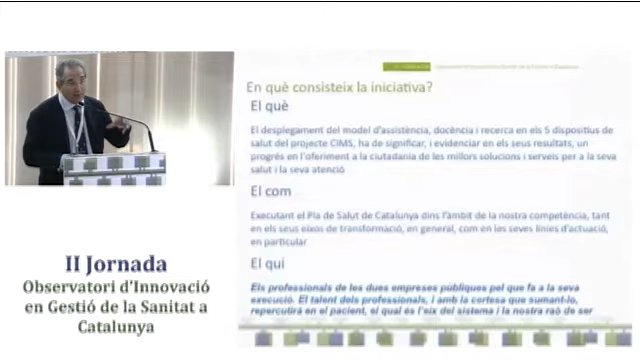 En què consisteix la iniciativa?
El què
El desplegament del model d'assistència, docència i recerca en els 5 dispositius de
salut del projecte CIMS, ha de significar, i evidenciar en els seus resultats, un
progrés en l'oferiment a la ciutadania de les millors solucions i serveis per a la seva
salut i la seva atenció
El com
Executant el Pla de Salut de Catalunya dins l'àmbit de la nostra competència, tant
en els seus eixos de transformació, en general, com en les seves línies d'actuació,
en particular
El qui
Els professionals de les dues empreses públiques pel que fa a la seva
execució. El talent dels professionals, i amb la certesa que sumant-lo,
repercutirà en el pacient, el qual és l'eix del sistema i la nostra raó de ser
II Jornada
Observatori d'Innovació
en Gestió de la Sanitat a
Catalunya